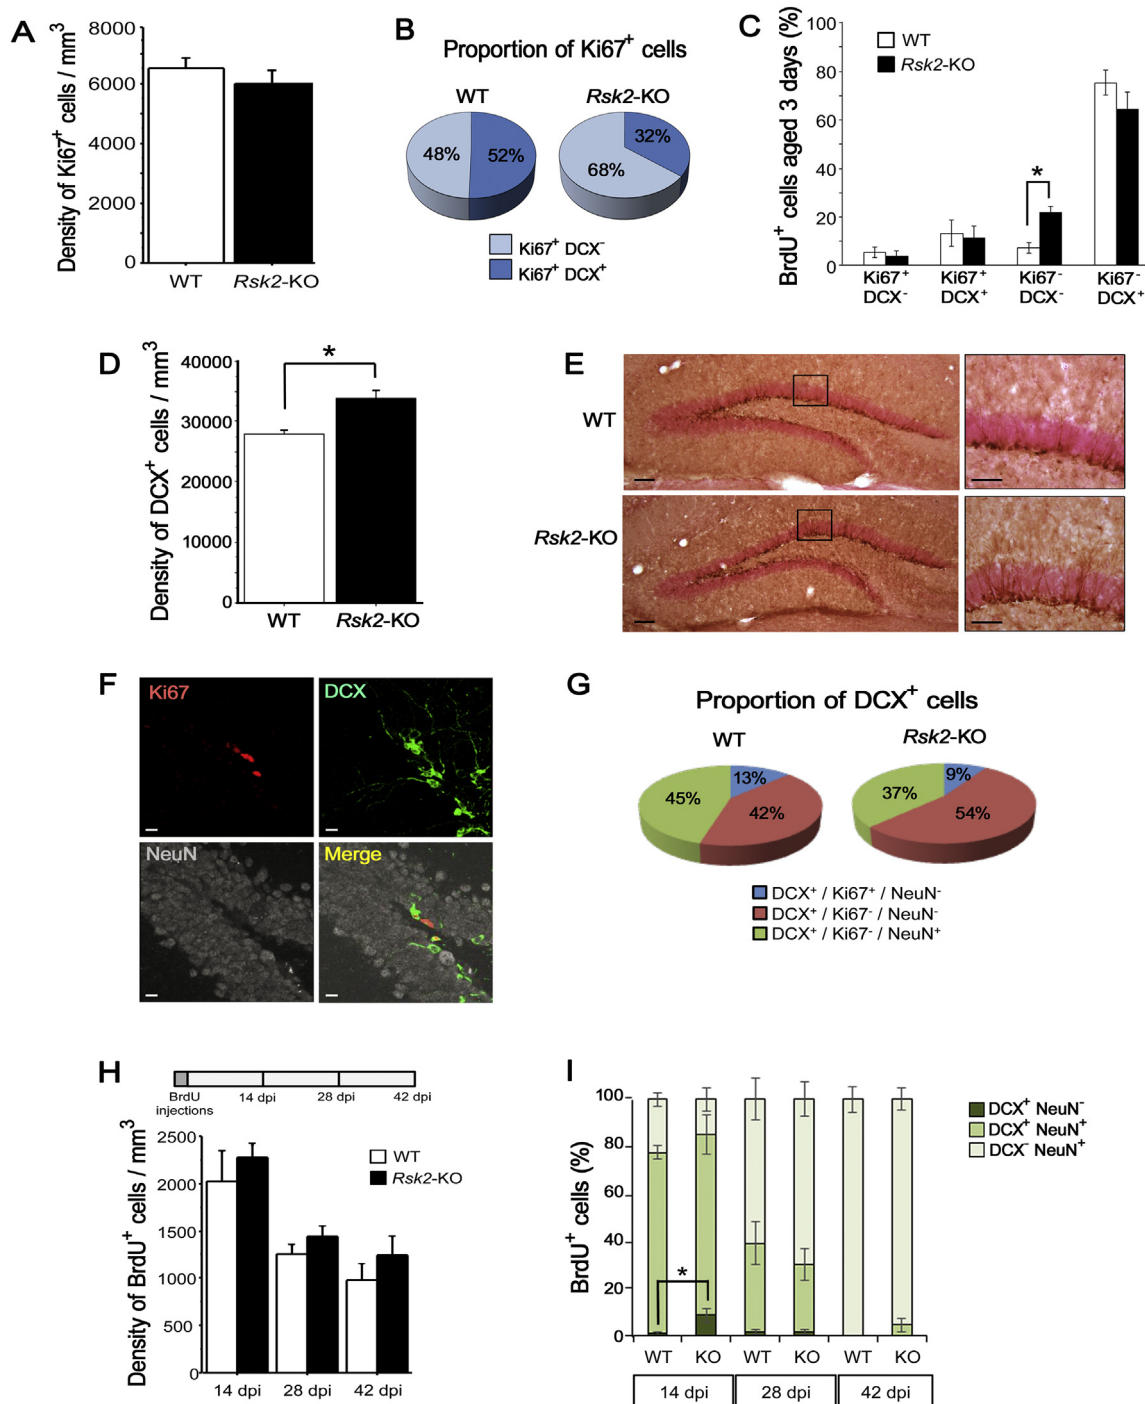 A
Density of Ki67+ cells / mm3
8000
6000
4000
2000
0
WT
Rsk2-KO
B
Proportion of Ki67+ cells
WT
Rsk2-KO
48%
52%
32%
68%
Ki67+ DCX-
Ki67+ DCX+
C
BrdU+ cells aged 3 days (%)
100
80
60
40
20
0
WT
Rsk2-KO
*
Ki67+ DCX-
Ki67+ DCX+
Ki67- DCX-
Ki67- DCX+
D
Density of DCX+ cells / mm3
40000
30000
20000
10000
0
*
WT
Rsk2-KO
E
WT
Rsk2-KO
F
Ki67
DCX
NeuN
Merge
G
Proportion of DCX+ cells
WT
Rsk2-KO
13%
45%
42%
9%
37%
54%
DCX+ / Ki67+ / NeuN-
DCX+ / Ki67- / NeuN-
DCX+ / Ki67- / NeuN+
H
BrdU injections
14 dpi
28 dpi
42 dpi
Density of BrdU+ cells / mm3
2500
2000
1500
1000
500
0
WT
Rsk2-KO
14 dpi
28 dpi
42 dpi
I
BrdU+ cells (%)
100
80
60
40
20
0
*
DCX+ NeuN-
DCX+ NeuN+
DCX- NeuN+
WT
KO
WT
KO
WT
KO
14 dpi
28 dpi
42 dpi